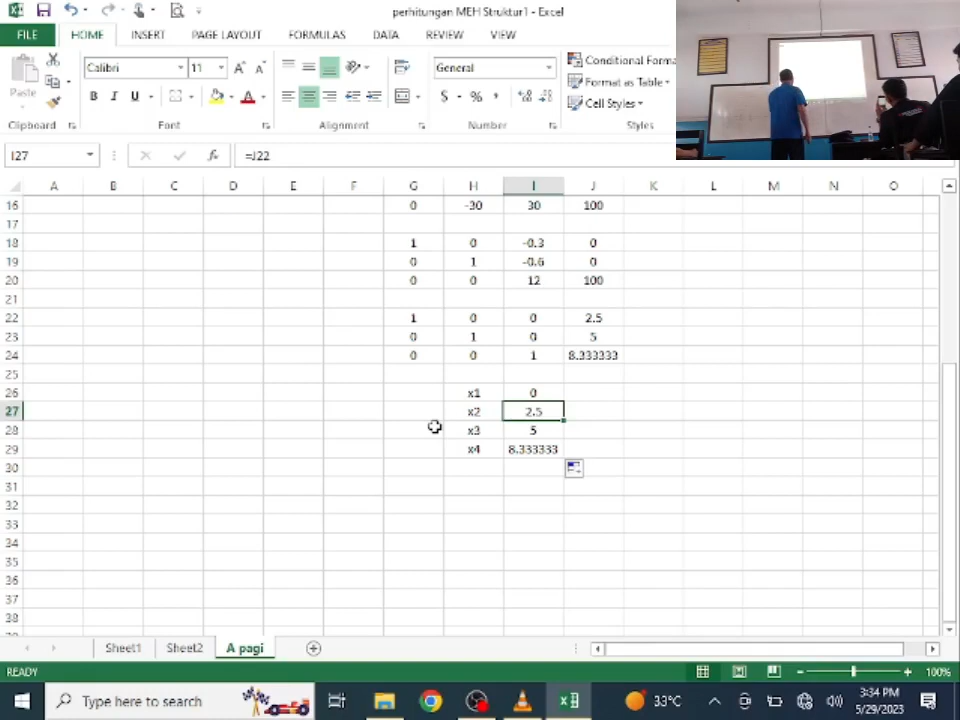 perhitungan MEH Struktur1 - Excel
FILE HOME INSERT PAGE LAYOUT FORMULAS DATA REVIEW VIEW
Calibri 11 General
Paste
B I U $ %
Conditional Forma
Format as Table
Cell Styles
Clipboard Font Alignment Number Styles
I27 fx =J22
A B C D E F G H I J K L M N O
16 0 -30 30 100
17
18 1 0 -0.3 0
19 0 1 -0.6 0
20 0 0 12 100
21
22 1 0 0 2.5
23 0 1 0 5
24 0 0 1 8.333333
25
26 x1 0
27 x2 2.5
28 x3 5
29 x4 8.333333
30
31
32
33
34
35
36
37
38
Sheet1 Sheet2 A pagi
READY 100%
Type here to search 33°C 3:34 PM
5/29/2023